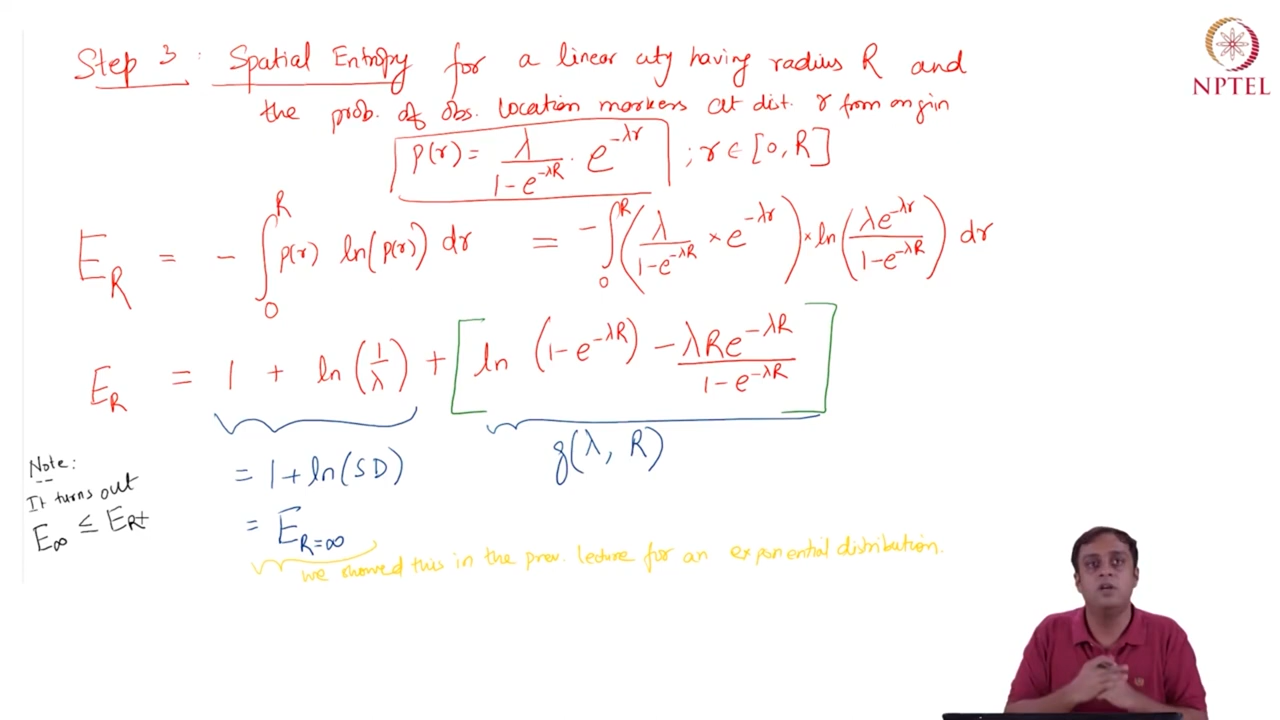 Step 3 : Spatial Entropy for a linear city having radius R and
the prob. of obs. location markers at dist. r from origin
p(r) = λ / (1 - e^{-λR}) · e^{-λr} ; r ∈ [0, R]
E_R = - ∫_0^R p(r) ln(p(r)) dr = - ∫_0^R (λ / (1 - e^{-λR}) × e^{-λr}) × ln(λe^{-λr} / (1 - e^{-λR})) dr
E_R = 1 + ln(1/λ) + [ln (1 - e^{-λR}) - λRe^{-λR} / (1 - e^{-λR})]
= 1 + ln(SD)
g(λ, R)
= E_{R=∞}
we showed this in the prev. lecture for an exponential distribution.
Note:
It turns out
E_∞ ≤ E_{R+}
NPTEL